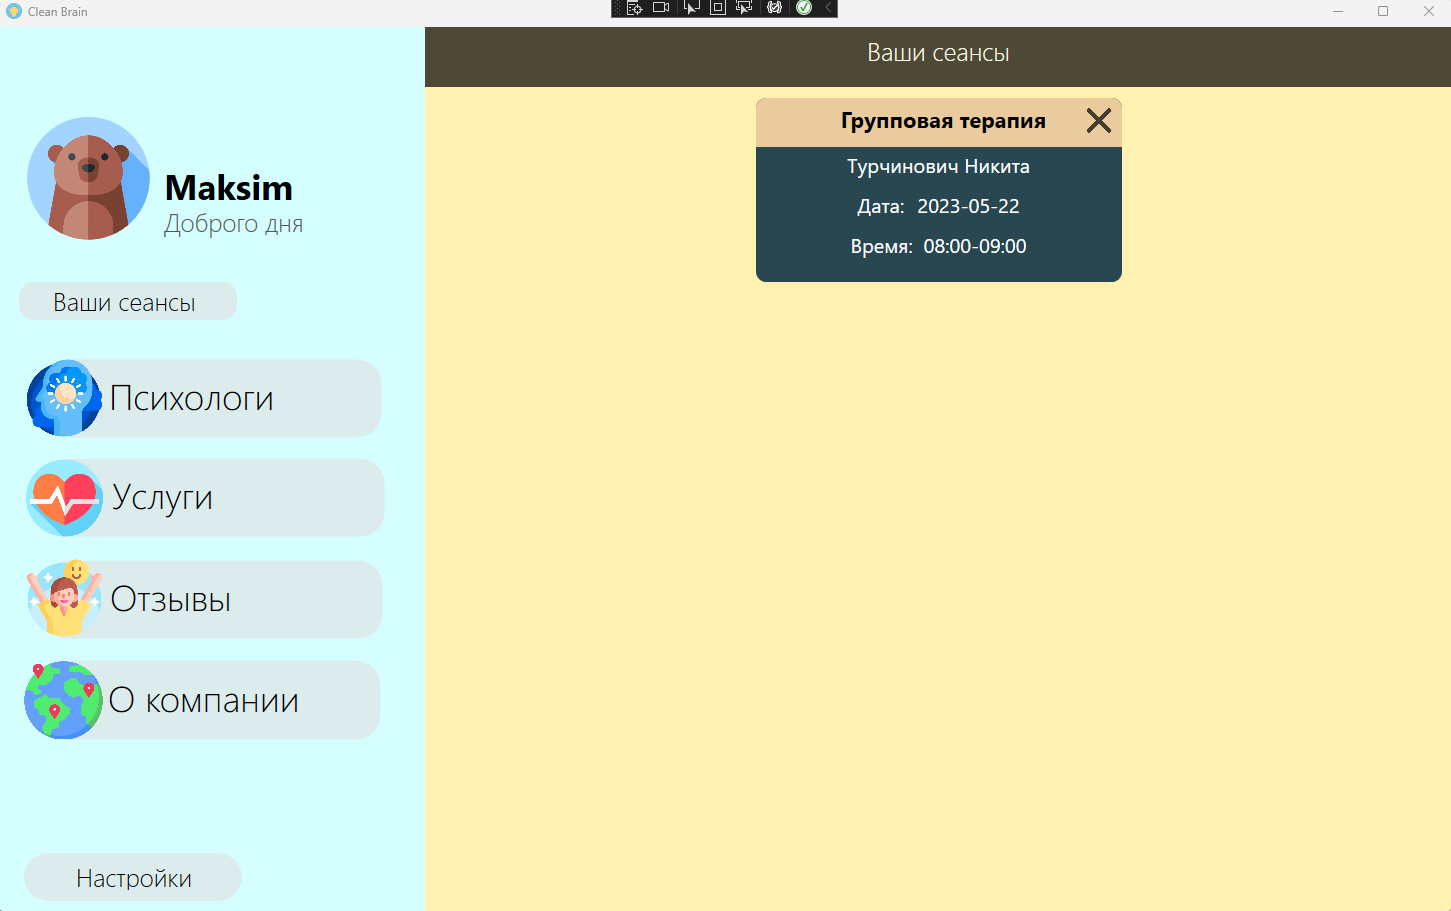 Clean Brain
Maksim
Доброго дня
Ваши сеансы
Психологи
Услуги
Отзывы
О компании
Настройки
Ваши сеансы
Групповая терапия
Турчинович Никита
Дата: 2023-05-22
Время: 08:00-09:00